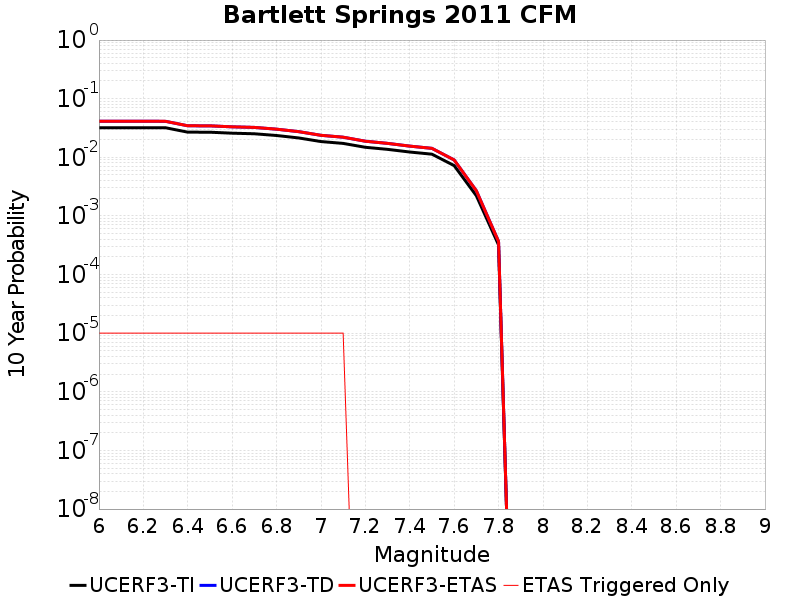 Bartlett Springs 2011 CFM
10 Year Probability
10^0
10^-1
10^-2
10^-3
10^-4
10^-5
10^-6
10^-7
10^-8
6 6.2 6.4 6.6 6.8 7 7.2 7.4 7.6 7.8 8 8.2 8.4 8.6 8.8 9
Magnitude
UCERF3-TI UCERF3-TD UCERF3-ETAS ETAS Triggered Only